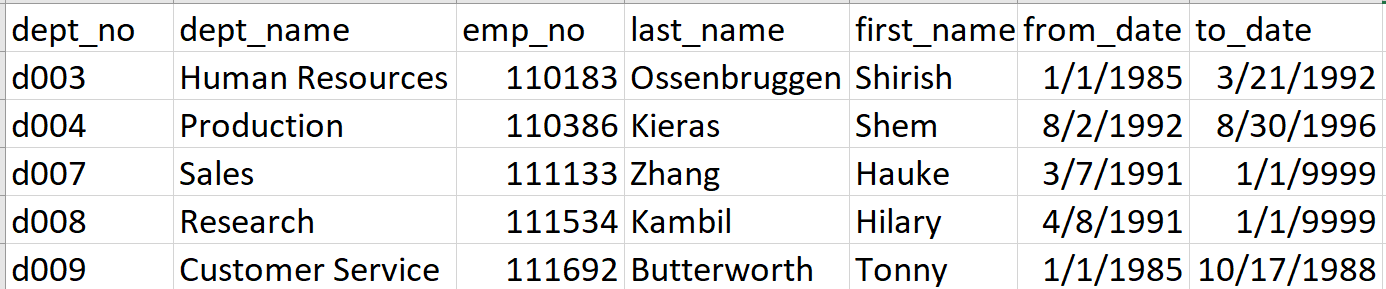 dept_no dept_name emp_no last_name first_name from_date to_date
d003 Human Resources 110183 Ossenbruggen Shirish 1/1/1985 3/21/1992
d004 Production 110386 Kieras Shem 8/2/1992 8/30/1996
d007 Sales 111133 Zhang Hauke 3/7/1991 1/1/9999
d008 Research 111534 Kambil Hilary 4/8/1991 1/1/9999
d009 Customer Service 111692 Butterworth Tonny 1/1/1985 10/17/1988